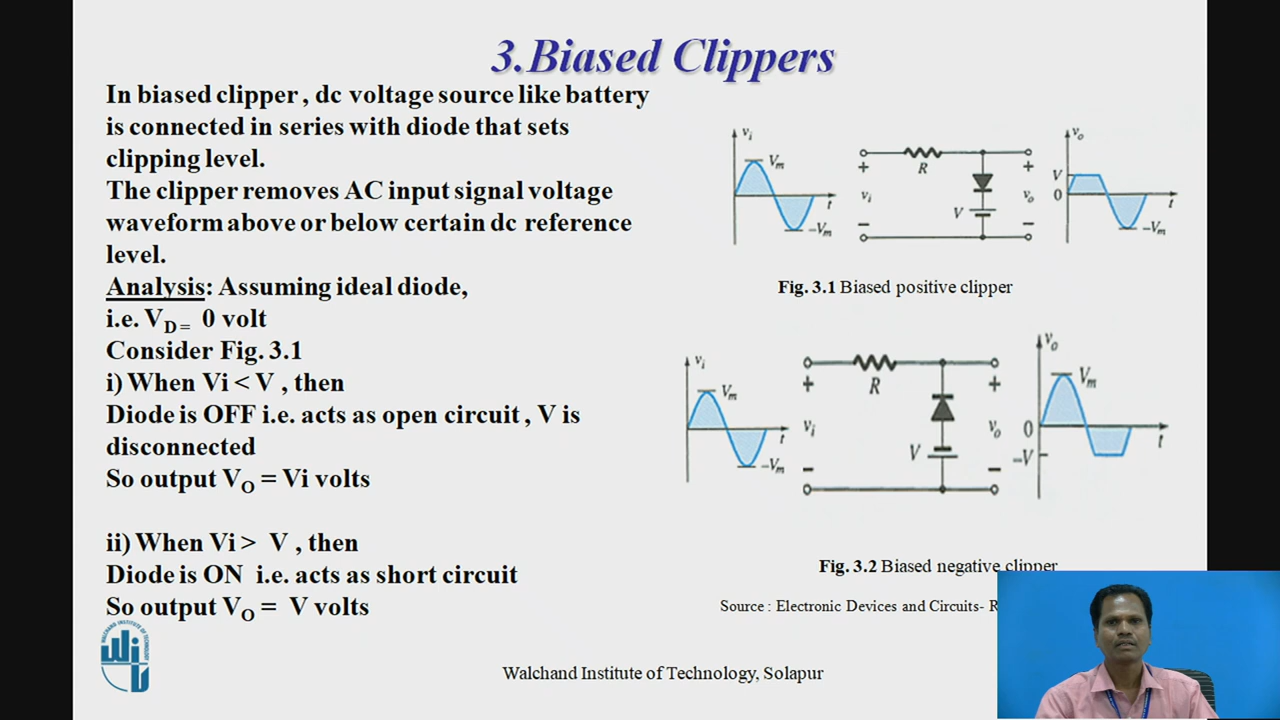 3.Biased Clippers
In biased clipper , dc voltage source like battery
is connected in series with diode that sets
clipping level.
The clipper removes AC input signal voltage
waveform above or below certain dc reference
level.
Analysis: Assuming ideal diode,
i.e. VD = 0 volt
Consider Fig. 3.1
i) When Vi < V , then
Diode is OFF i.e. acts as open circuit , V is
disconnected
So output VO = Vi volts
ii) When Vi > V , then
Diode is ON i.e. acts as short circuit
So output VO = V volts
vi
Vm
t
−Vm
+
vi
−
R
V
+
vo
−
vo
V
0
t
−Vm
Fig. 3.1 Biased positive clipper
vi
Vm
t
−Vm
+
vi
−
R
V
+
vo
−
vo
Vm
0
−V
t
Fig. 3.2 Biased negative clipper
Source : Electronic Devices and Circuits- R
WALCHAND INSTITUTE OF TECHNOLOGY
WIT
Walchand Institute of Technology, Solapur